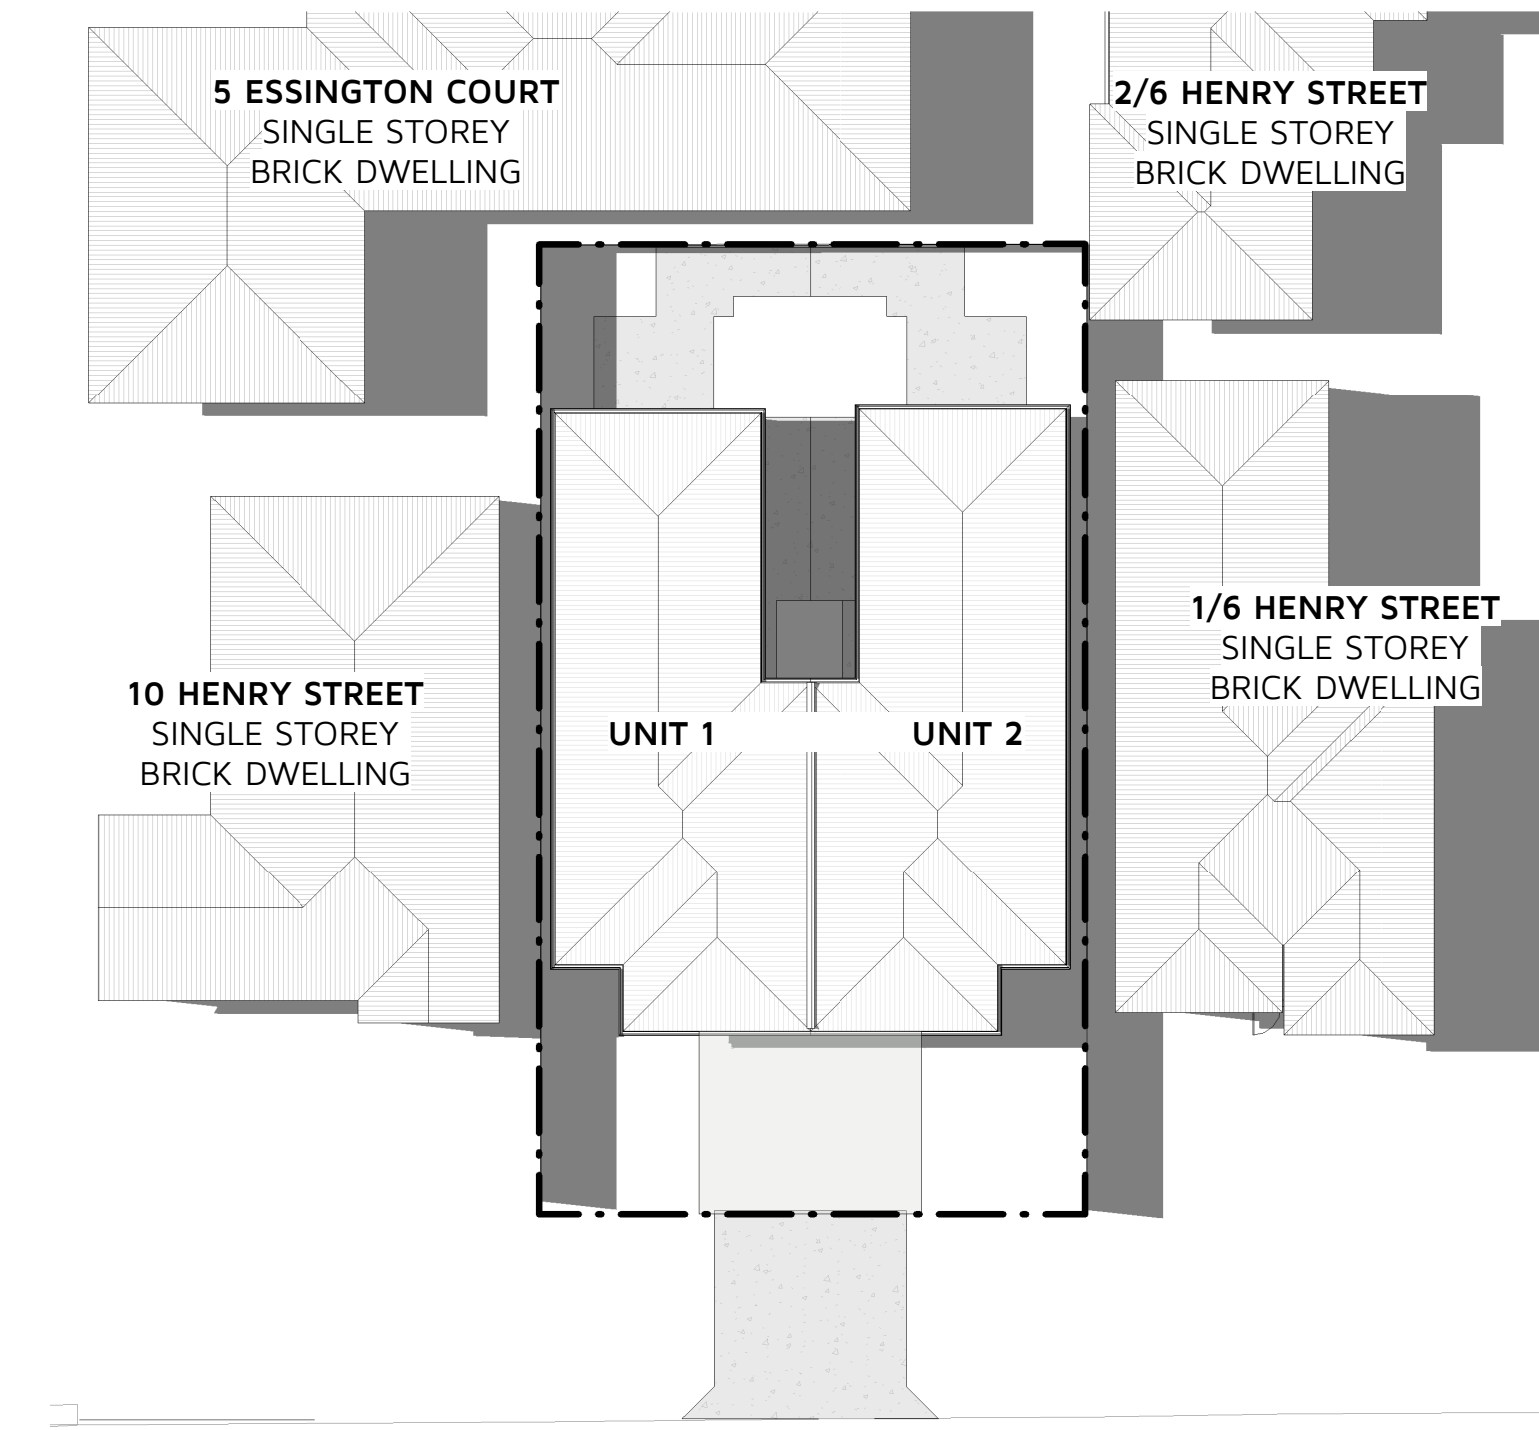 5 ESSINGTON COURT
SINGLE STOREY
BRICK DWELLING
2/6 HENRY STREET
SINGLE STOREY
BRICK DWELLING
1/6 HENRY STREET
SINGLE STOREY
BRICK DWELLING
10 HENRY STREET
SINGLE STOREY
BRICK DWELLING
UNIT 1
UNIT 2